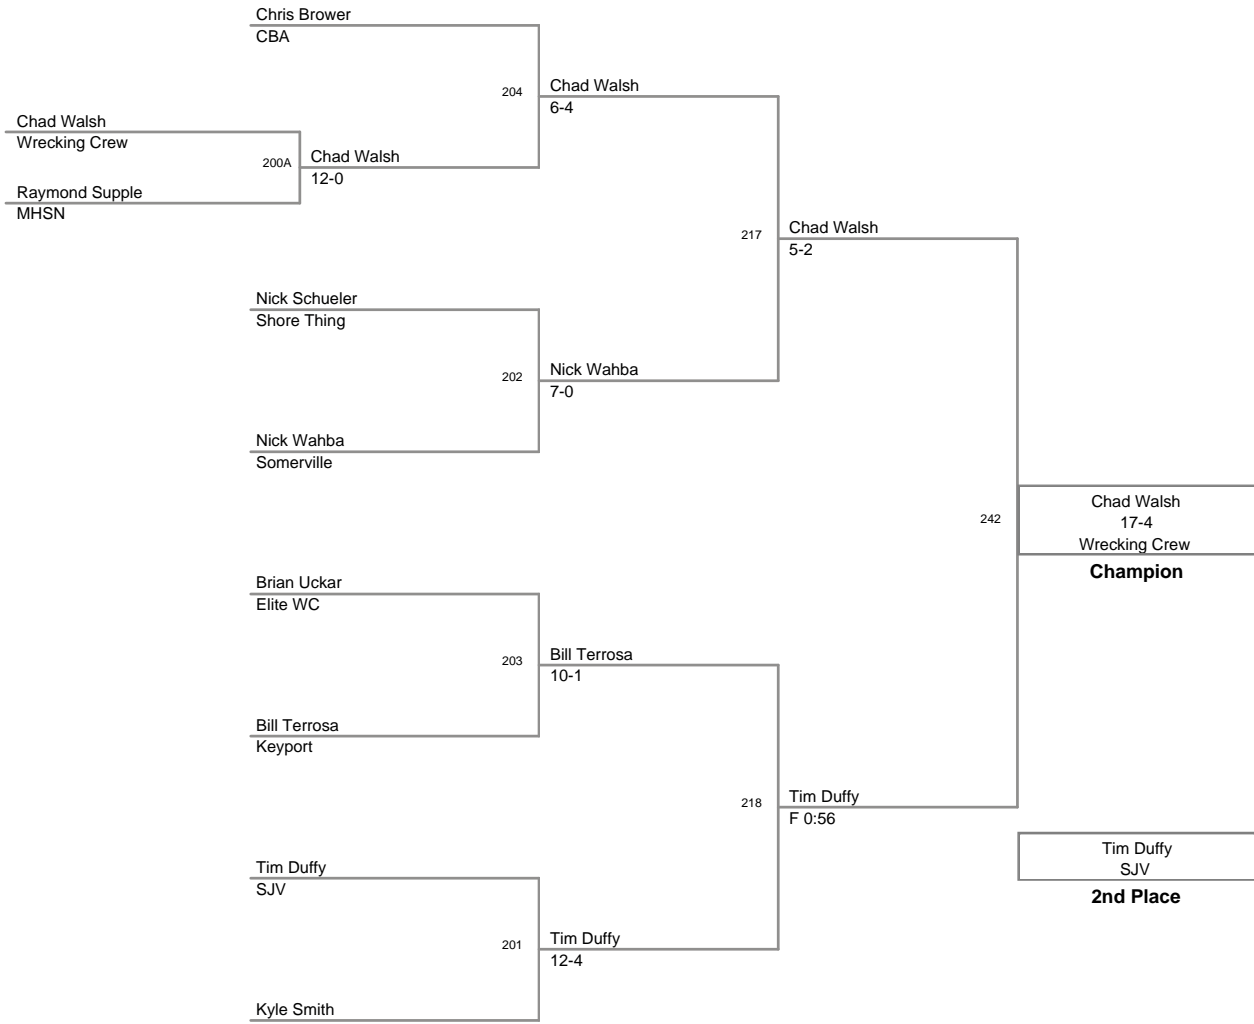 Chris Brower
CBA
204
Chad Walsh
6-4
Chad Walsh
Wrecking Crew
200A
Chad Walsh
12-0
Raymond Supple
MHSN
217
Chad Walsh
5-2
Nick Schueler
Shore Thing
202
Nick Wahba
7-0
Nick Wahba
Somerville
242
Chad Walsh
17-4
Wrecking Crew
Champion
Brian Uckar
Elite WC
203
Bill Terrosa
10-1
Bill Terrosa
Keyport
218
Tim Duffy
F 0:56
Tim Duffy
SJV
2nd Place
Tim Duffy
SJV
201
Tim Duffy
12-4
Kyle Smith